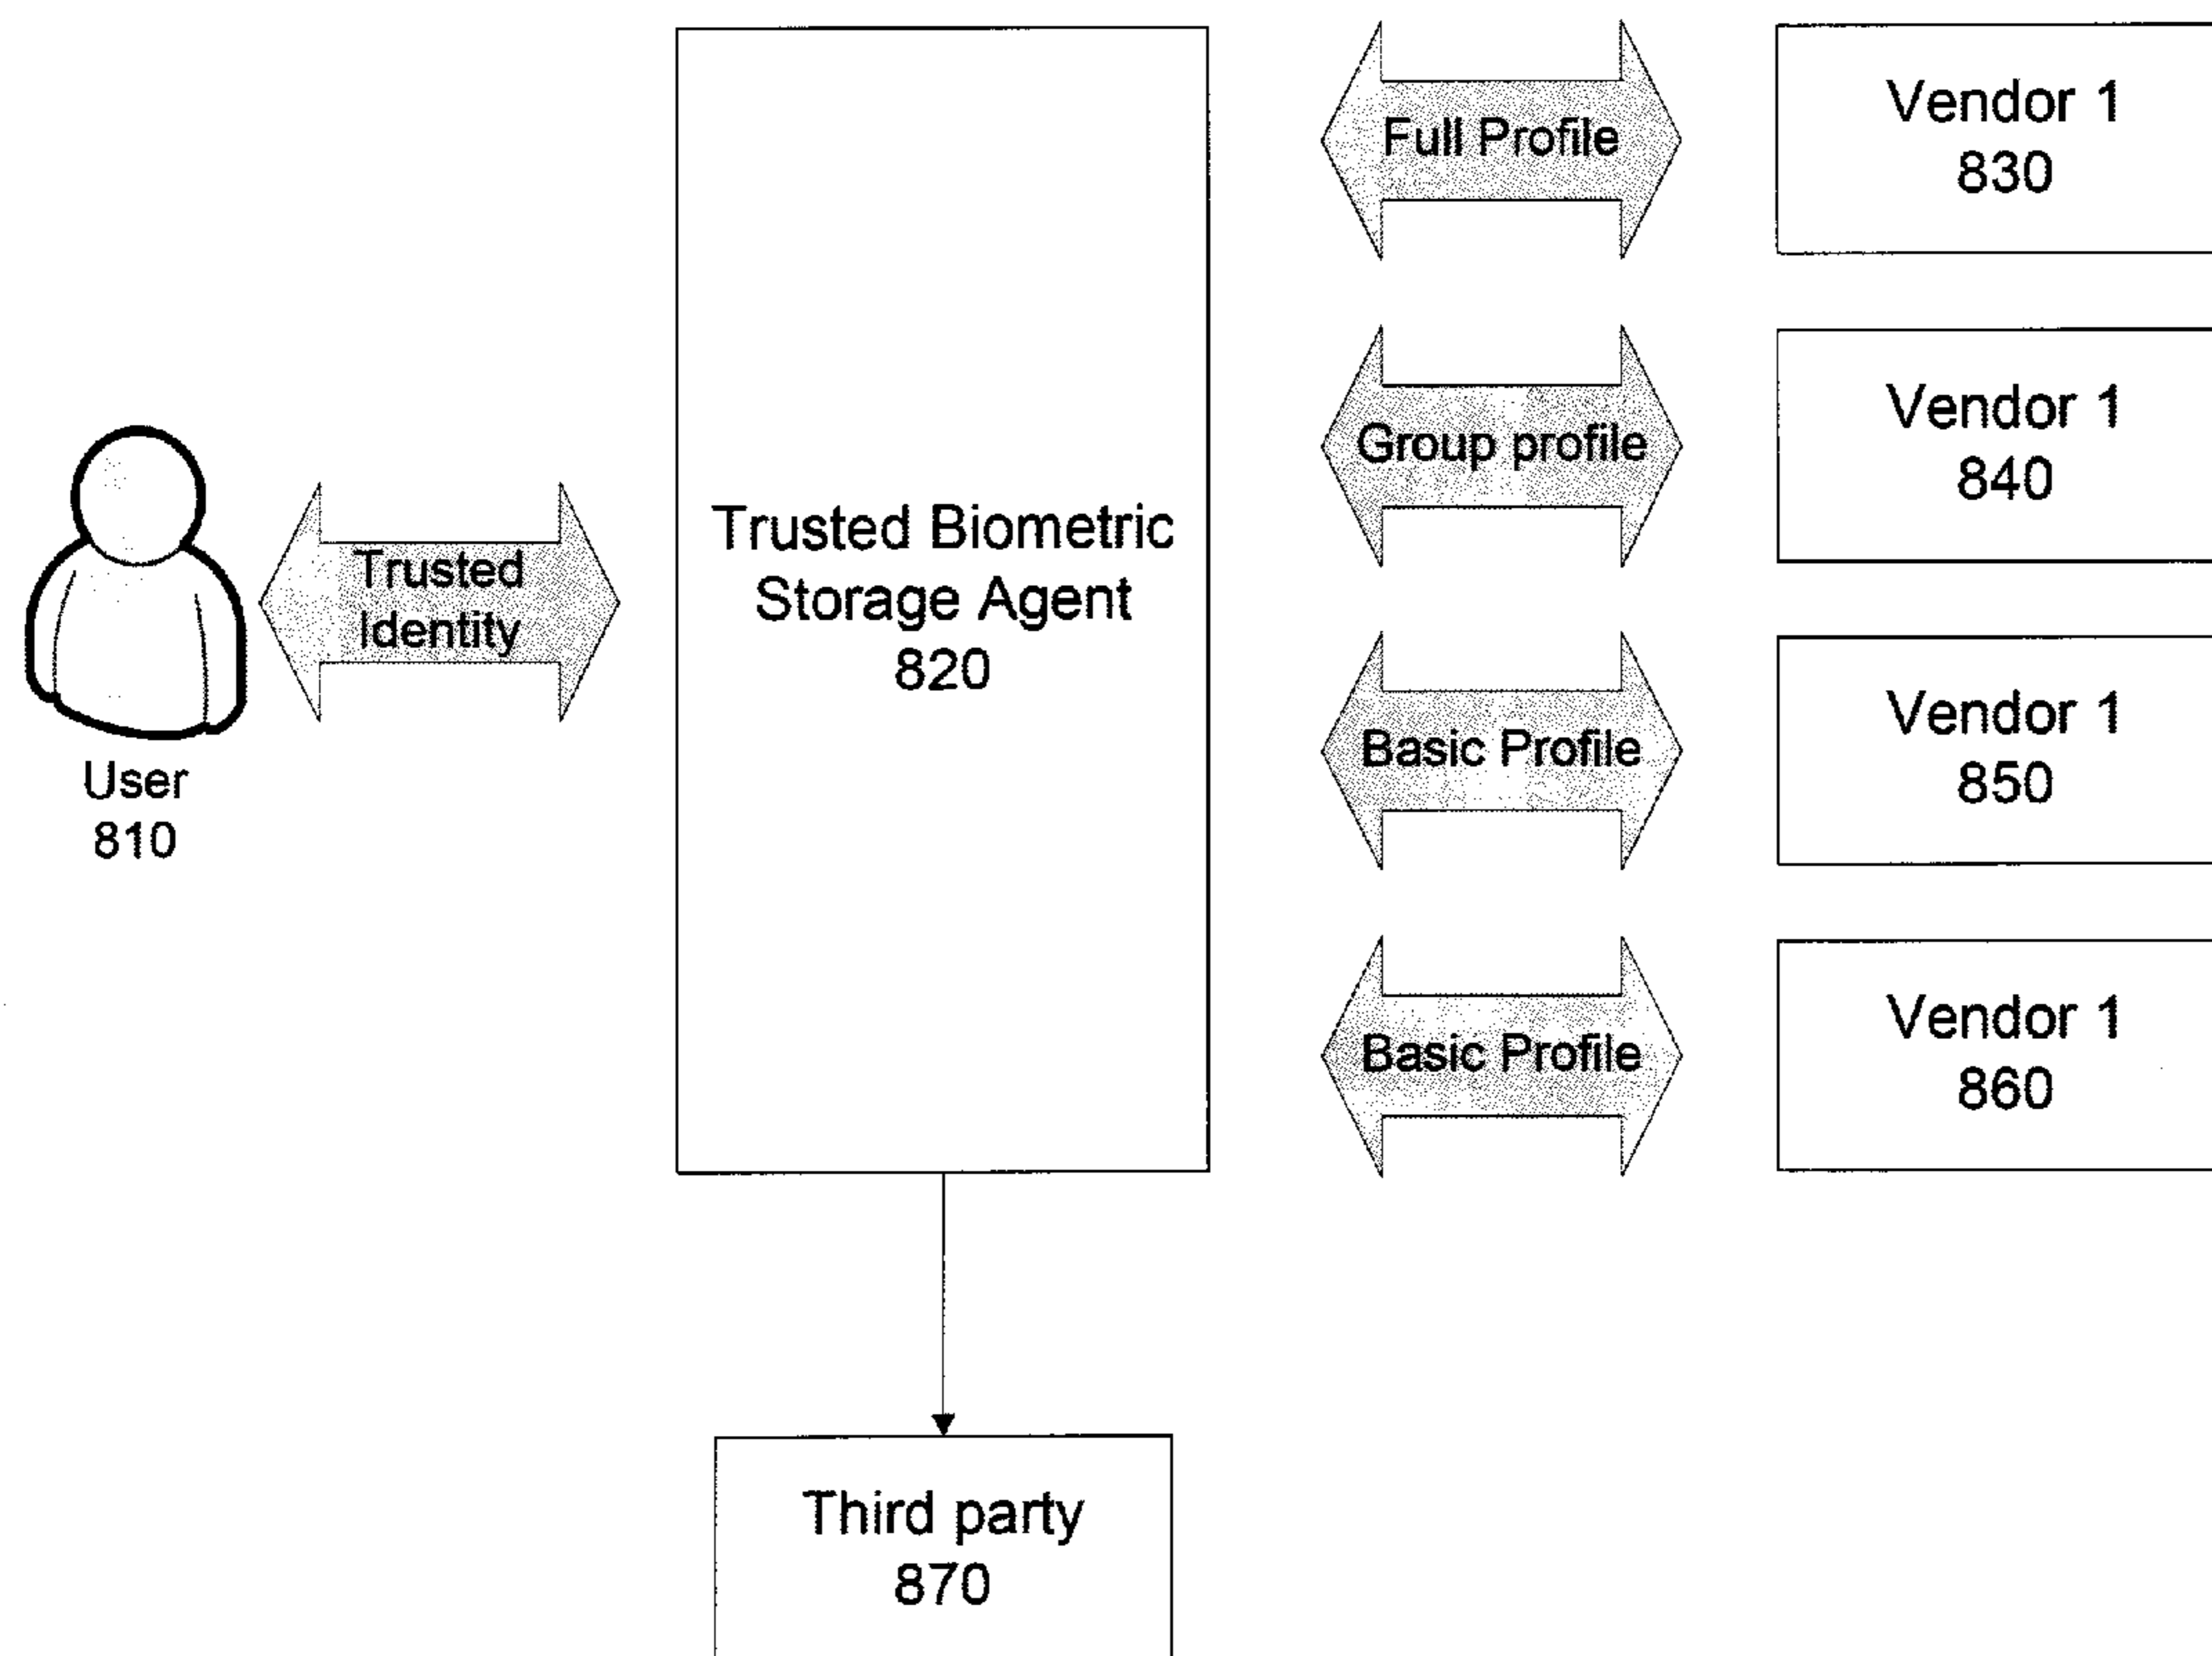 Full Profile
Vendor 1
830
Group profile
Vendor 1
840
Trusted
Identity
User
810
Trusted Biometric
Storage Agent
820
Basic Profile
Vendor 1
850
Basic Profile
Vendor 1
860
Third party
870